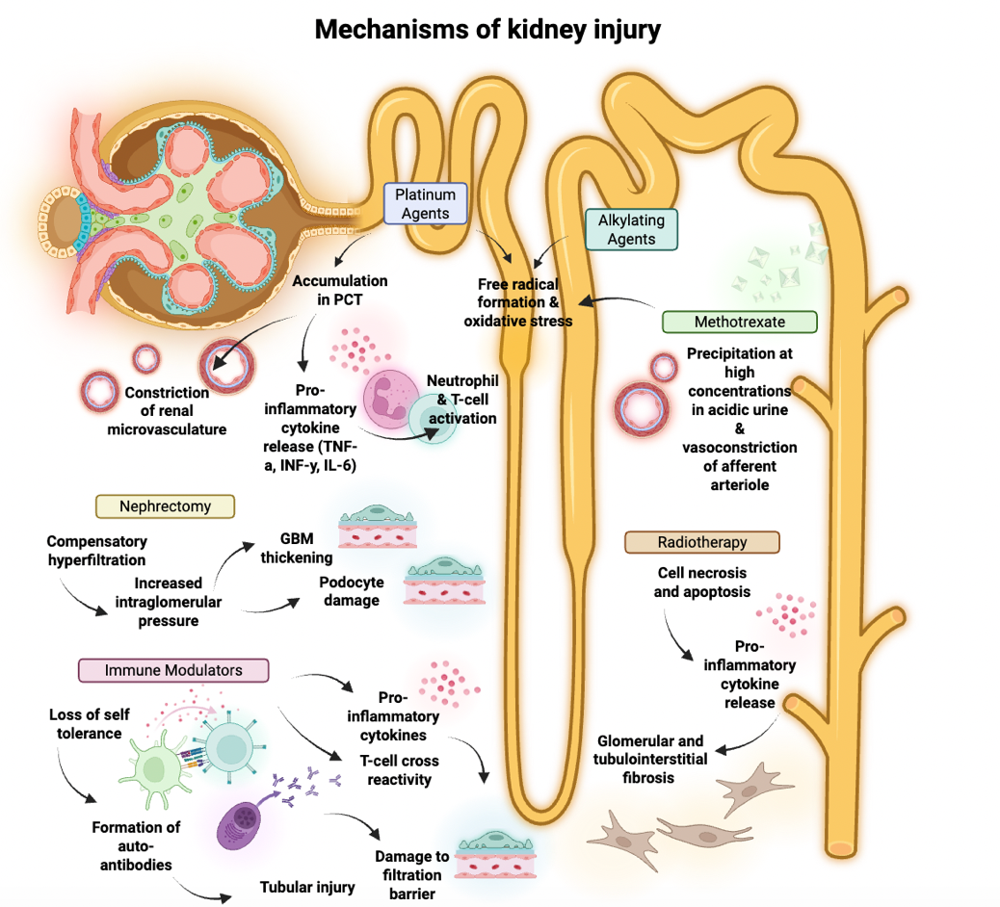 Mechanisms of kidney injury
Platinum
Agents
Alkylating
Agents
Accumulation
in PCT
Free radical
formation &
oxidative stress
Methotrexate
Precipitation at
high
concentrations
in acidic urine
&
vasoconstriction
of afferent
arteriole
Constriction
of renal
microvasculature
Pro-
inflammatory
cytokine
release (TNF-
a, INF-y, IL-6)
Neutrophil
& T-cell
activation
Nephrectomy
Compensatory
hyperfiltration
Increased
intraglomerular
pressure
GBM
thickening
Podocyte
damage
Radiotherapy
Cell necrosis
and apoptosis
Pro-
inflammatory
cytokine
release
Glomerular and
tubulointerstitial
fibrosis
Immune Modulators
Loss of self
tolerance
Formation of
auto-
antibodies
Tubular injury
Pro-
inflammatory
cytokines
T-cell cross
reactivity
Damage to
filtration
barrier